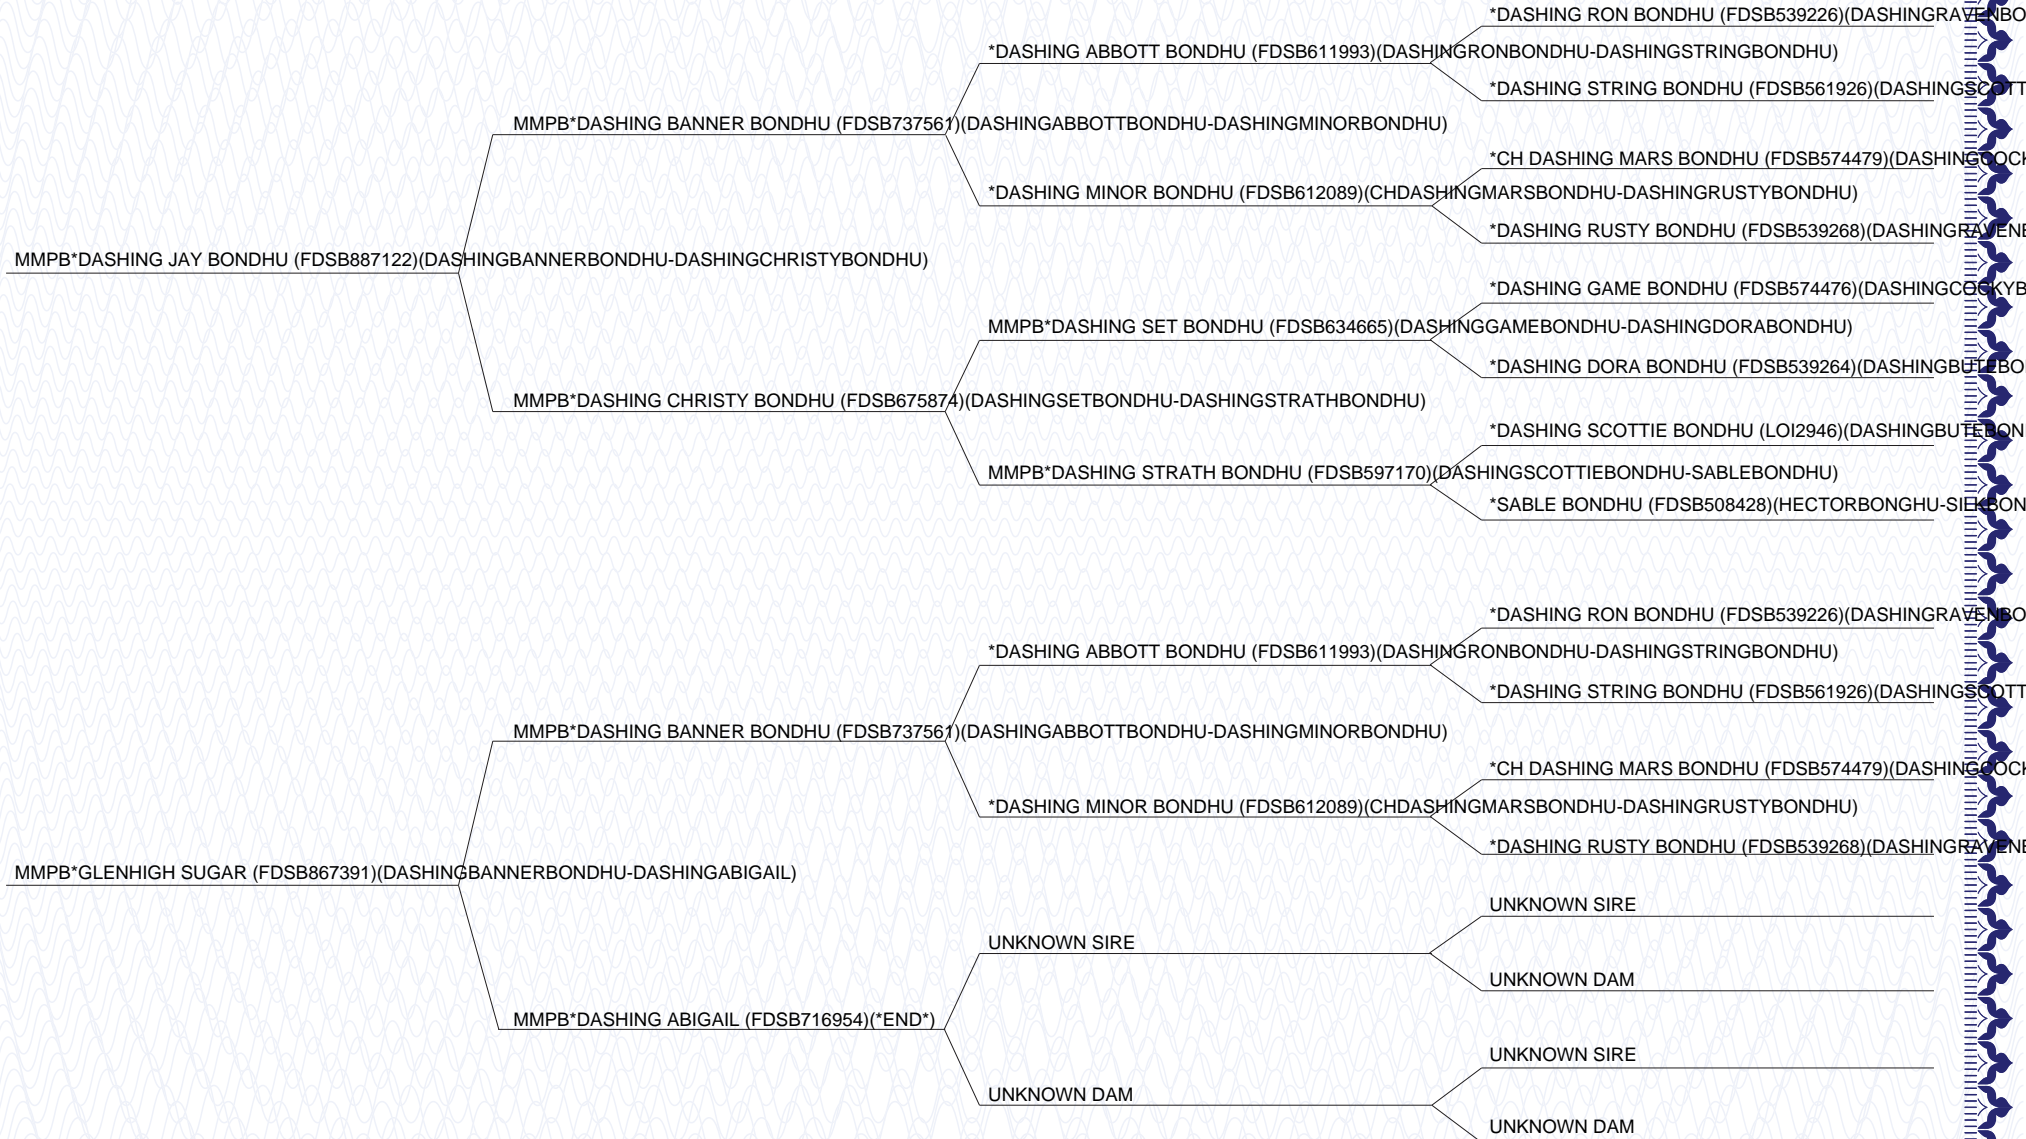 *DASHING RON BONDHU (FDSB539226)(DASHINGRAVENBO
*DASHING ABBOTT BONDHU (FDSB611993)(DASHINGRONBONDHU-DASHINGSTRINGBONDHU)
*DASHING STRING BONDHU (FDSB561926)(DASHINGSCOTT
MMPB*DASHING BANNER BONDHU (FDSB737561)(DASHINGABBOTTBONDHU-DASHINGMINORBONDHU)
*CH DASHING MARS BONDHU (FDSB574479)(DASHINGCOCK
*DASHING MINOR BONDHU (FDSB612089)(CHDASHINGMARSBONDHU-DASHINGRUSTYBONDHU)
*DASHING RUSTY BONDHU (FDSB539268)(DASHINGRAVENB
MMPB*DASHING JAY BONDHU (FDSB887122)(DASHINGBANNERBONDHU-DASHINGCHRISTYBONDHU)
*DASHING GAME BONDHU (FDSB574476)(DASHINGCOCKYB
MMPB*DASHING SET BONDHU (FDSB634665)(DASHINGGAMEBONDHU-DASHINGDORABONDHU)
*DASHING DORA BONDHU (FDSB539264)(DASHINGBUTEBO
MMPB*DASHING CHRISTY BONDHU (FDSB675874)(DASHINGSETBONDHU-DASHINGSTRATHBONDHU)
*DASHING SCOTTIE BONDHU (LOI2946)(DASHINGBUTEBON
MMPB*DASHING STRATH BONDHU (FDSB597170)(DASHINGSCOTTIEBONDHU-SABLEBONDHU)
*SABLE BONDHU (FDSB508428)(HECTORBONGHU-SILKBON
*DASHING RON BONDHU (FDSB539226)(DASHINGRAVENBO
*DASHING ABBOTT BONDHU (FDSB611993)(DASHINGRONBONDHU-DASHINGSTRINGBONDHU)
*DASHING STRING BONDHU (FDSB561926)(DASHINGSCOTT
MMPB*DASHING BANNER BONDHU (FDSB737561)(DASHINGABBOTTBONDHU-DASHINGMINORBONDHU)
*CH DASHING MARS BONDHU (FDSB574479)(DASHINGCOCK
*DASHING MINOR BONDHU (FDSB612089)(CHDASHINGMARSBONDHU-DASHINGRUSTYBONDHU)
*DASHING RUSTY BONDHU (FDSB539268)(DASHINGRAVENB
MMPB*GLENHIGH SUGAR (FDSB867391)(DASHINGBANNERBONDHU-DASHINGABIGAIL)
UNKNOWN SIRE
UNKNOWN SIRE
UNKNOWN DAM
MMPB*DASHING ABIGAIL (FDSB716954)(*END*)
UNKNOWN SIRE
UNKNOWN DAM
UNKNOWN DAM